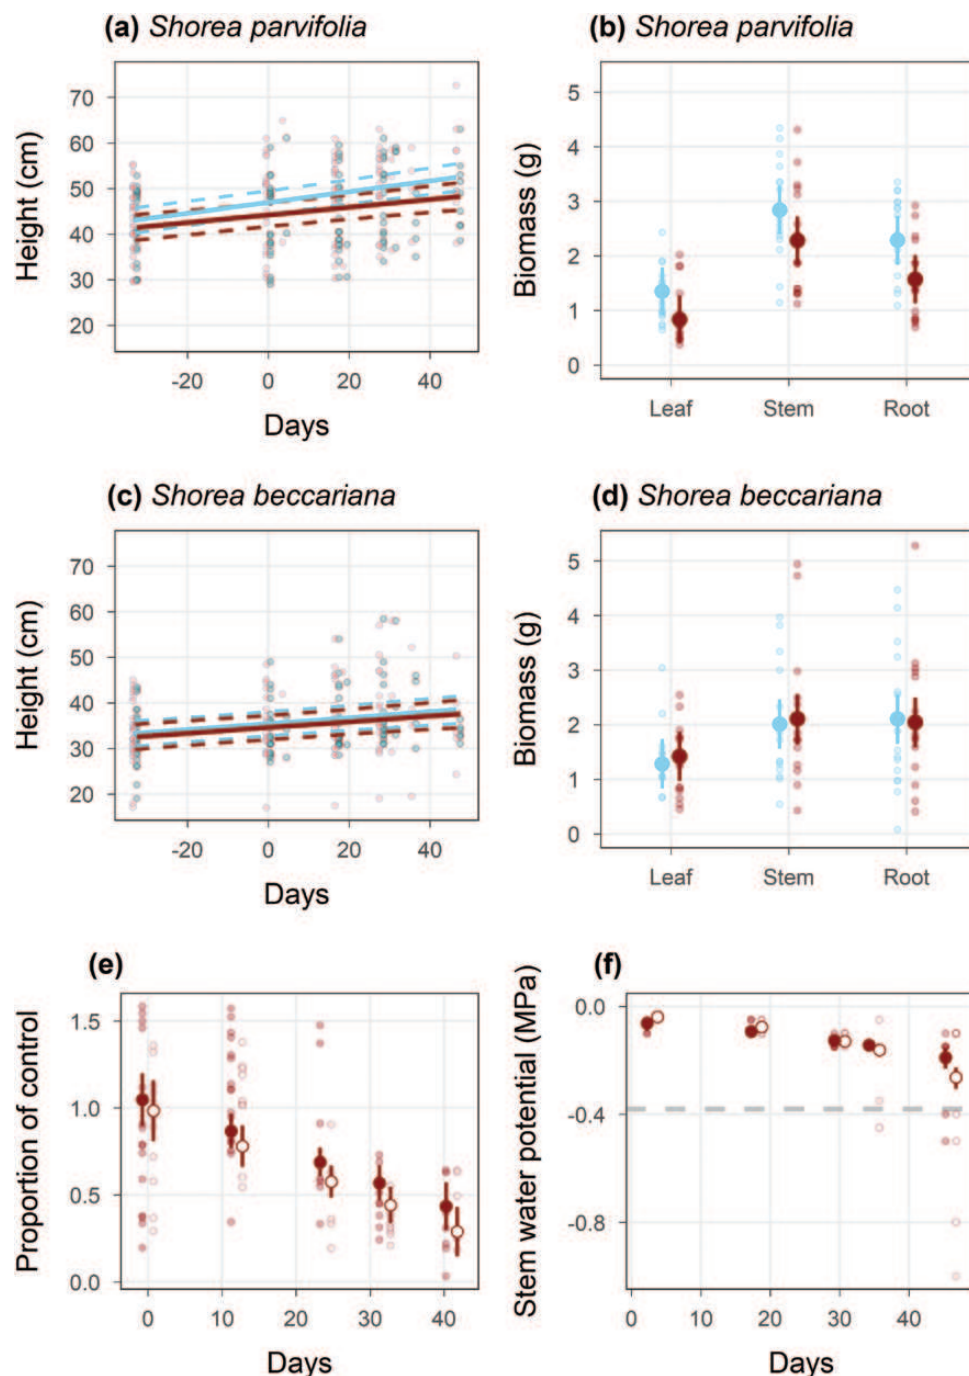 (a) Shorea parvifolia
(b) Shorea parvifolia
Height (cm)
70
60
50
40
30
20
-20
0
20
40
Days
Biomass (g)
5
4
3
2
1
0
Leaf
Stem
Root
(c) Shorea beccariana
(d) Shorea beccariana
Height (cm)
70
60
50
40
30
20
-20
0
20
40
Days
Biomass (g)
5
4
3
2
1
0
Leaf
Stem
Root
(e)
(f)
Proportion of control
1.5
1.0
0.5
0.0
0
10
20
30
40
Days
Stem water potential (MPa)
0.0
-0.4
-0.8
0
10
20
30
40
Days